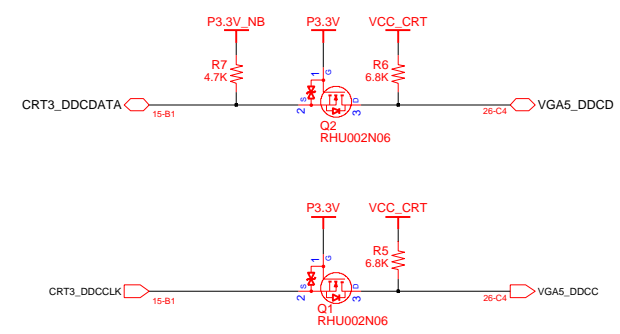 P3.3V_NB P3.3V VCC_CRT
R7
4.7K
R6
6.8K
1
G
CRT3_DDCDATA 15-B1 2 S D 3 26-C4 VGA5_DDCD
Q2
RHU002N06
P3.3V VCC_CRT
R5
6.8K
1
G
CRT3_DDCCLK 15-B1 2 S D 3 26-C4 VGA5_DDCC
Q1
RHU002N06